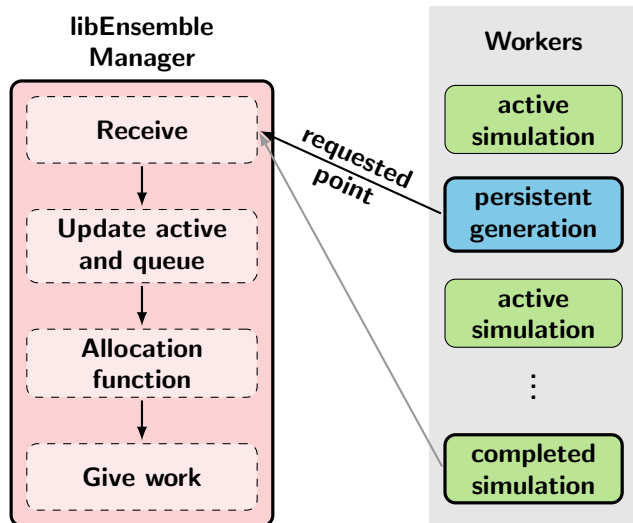 libEnsemble
Manager
Receive
Update active
and queue
Allocation
function
Give work
requested
point
Workers
active
simulation
persistent
generation
active
simulation
⋮
completed
simulation